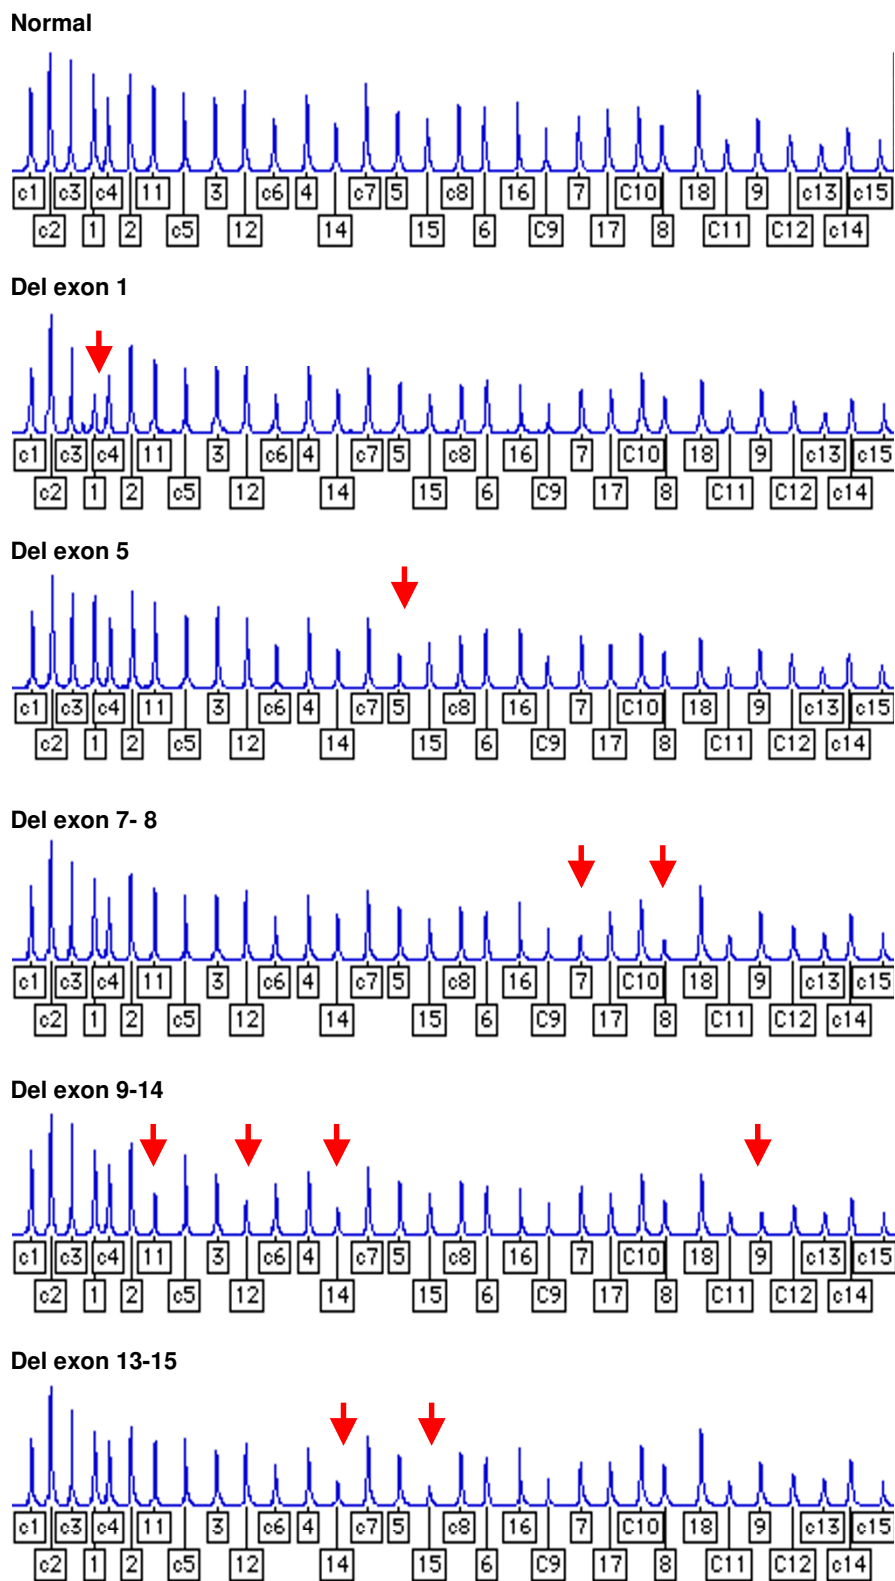 Normal
c1 c3 c4 11 3 c6 4 c7 5 c8 16 7 C10 18 9 c13 c15
c2 1 2 c5 12 14 15 6 C9 17 8 C11 C12 c14
Del exon 1
c1 c3 c4 11 3 c6 4 c7 5 c8 16 7 C10 18 9 c13 c15
c2 1 2 c5 12 14 15 6 C9 17 8 C11 C12 c14
Del exon 5
c1 c3 c4 11 3 c6 4 c7 5 c8 16 7 C10 18 9 c13 c15
c2 1 2 c5 12 14 15 6 C9 17 8 C11 C12 c14
Del exon 7- 8
c1 c3 c4 11 3 c6 4 c7 5 c8 16 7 C10 18 9 c13 c15
c2 1 2 c5 12 14 15 6 C9 17 8 C11 C12 c14
Del exon 9-14
c1 c3 c4 11 3 c6 4 c7 5 c8 16 7 C10 18 9 c13 c15
c2 1 2 c5 12 14 15 6 C9 17 8 C11 C12 c14
Del exon 13-15
c1 c3 c4 11 3 c6 4 c7 5 c8 16 7 C10 18 9 c13 c15
c2 1 2 c5 12 14 15 6 C9 17 8 C11 C12 c14